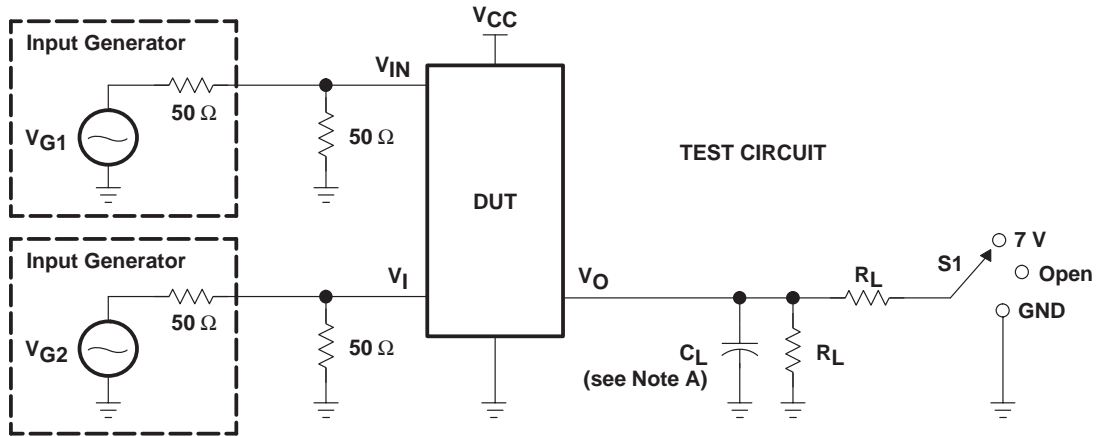 Input Generator
VG1
50 Ω
50 Ω
VIN
VCC
DUT
TEST CIRCUIT
Input Generator
VG2
50 Ω
50 Ω
VI
VO
CL
(see Note A)
RL
RL
S1
7 V
Open
GND